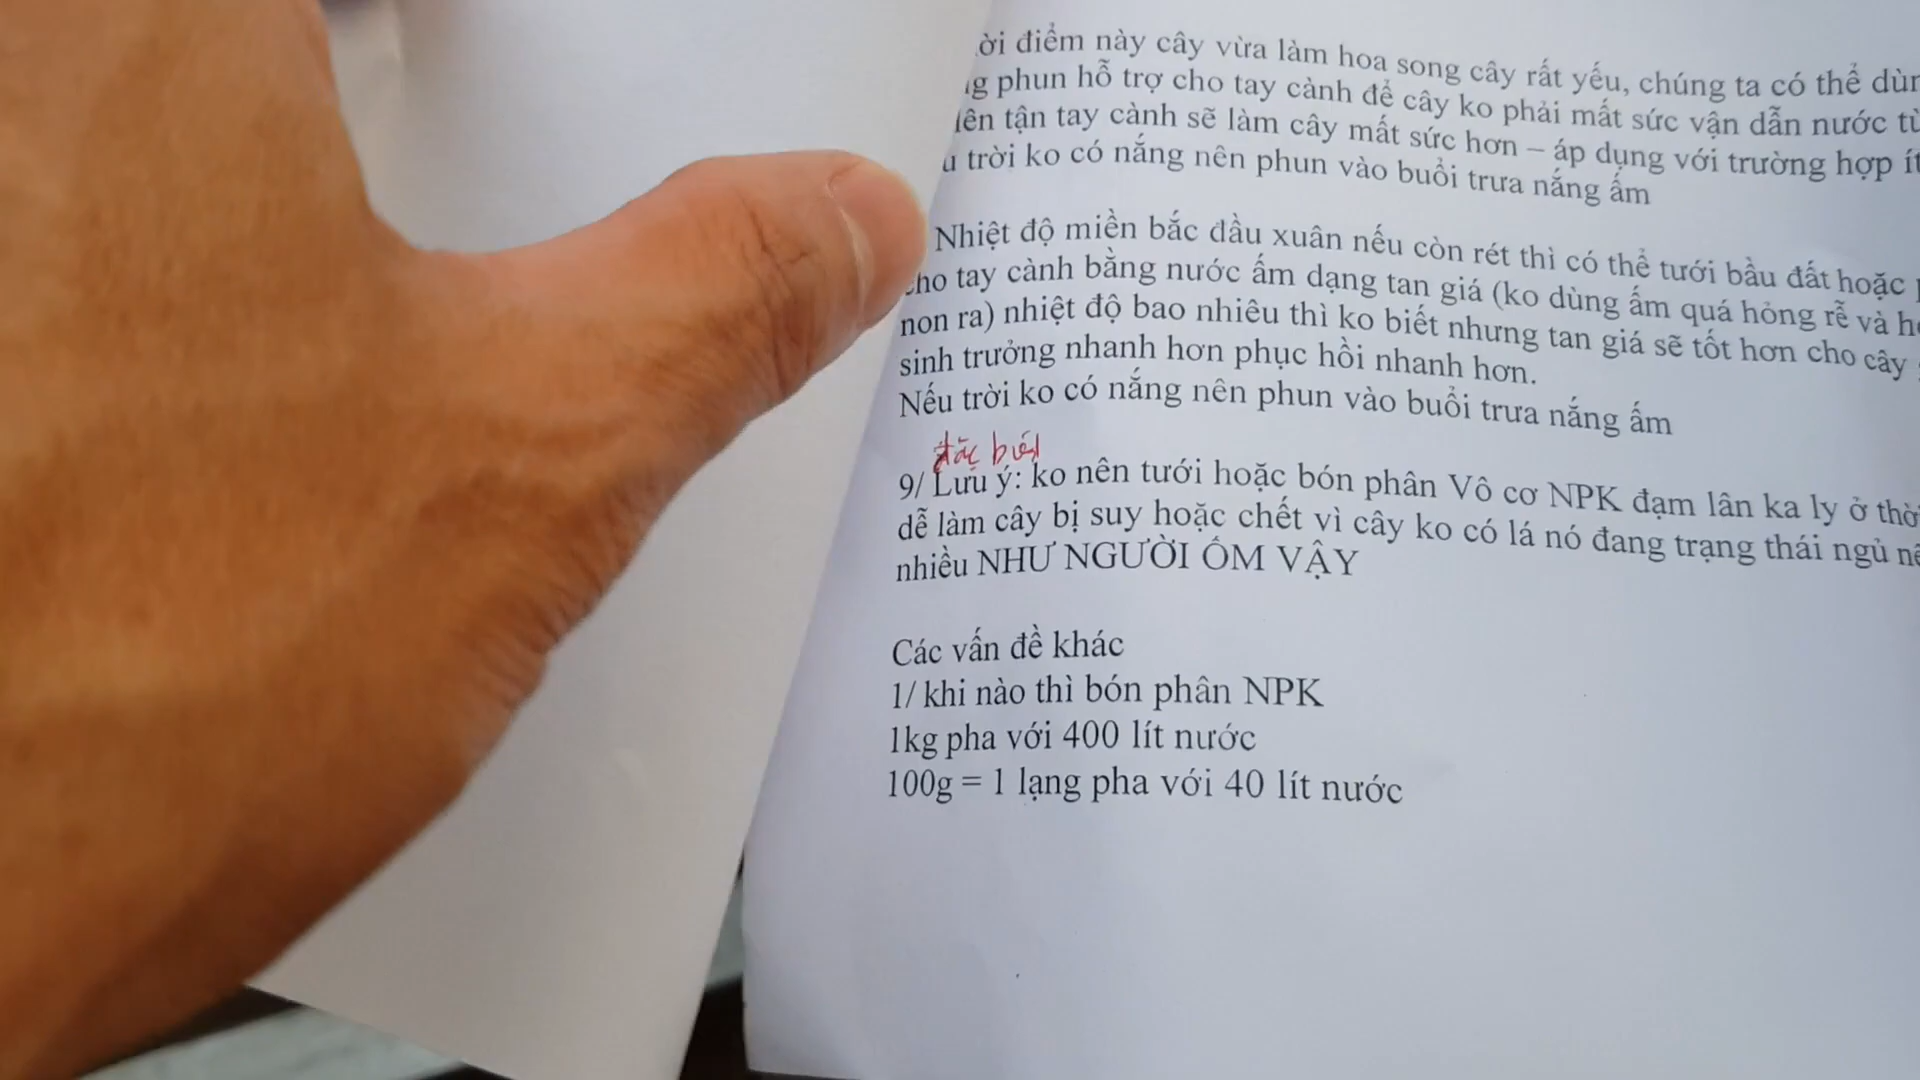 điểm này cây vừa làm hoa song cây rất yếu, chúng ta có thể
phun hỗ trợ cho tay cành để cây ko phải mất sức vận dẫn nước
tận tay cành sẽ làm cây mất sức hơn – áp dụng với trường hợp
trời ko có nắng nên phun vào buổi trưa nắng ấm
Nhiệt độ miền bắc đầu xuân nếu còn rét thì có thể tưới bầu đất hoặc
cho tay cành bằng nước ấm dạng tan giá (ko dùng ấm quá hỏng rễ và
non ra) nhiệt độ bao nhiêu thì ko biết nhưng tan giá sẽ tốt hơn cho cây
sinh trưởng nhanh hơn phục hồi nhanh hơn.
Nếu trời ko có nắng nên phun vào buổi trưa nắng ấm
đặc biệt
9/ Lưu ý: ko nên tưới hoặc bón phân Vô cơ NPK đạm lân ka ly ở
dễ làm cây bị suy hoặc chết vì cây ko có lá nó đang trạng thái ngủ
nhiều NHƯ NGƯỜI ỐM VẬY
Các vấn đề khác
1/ khi nào thì bón phân NPK
1kg pha với 400 lít nước
100g = 1 lạng pha với 40 lít nước